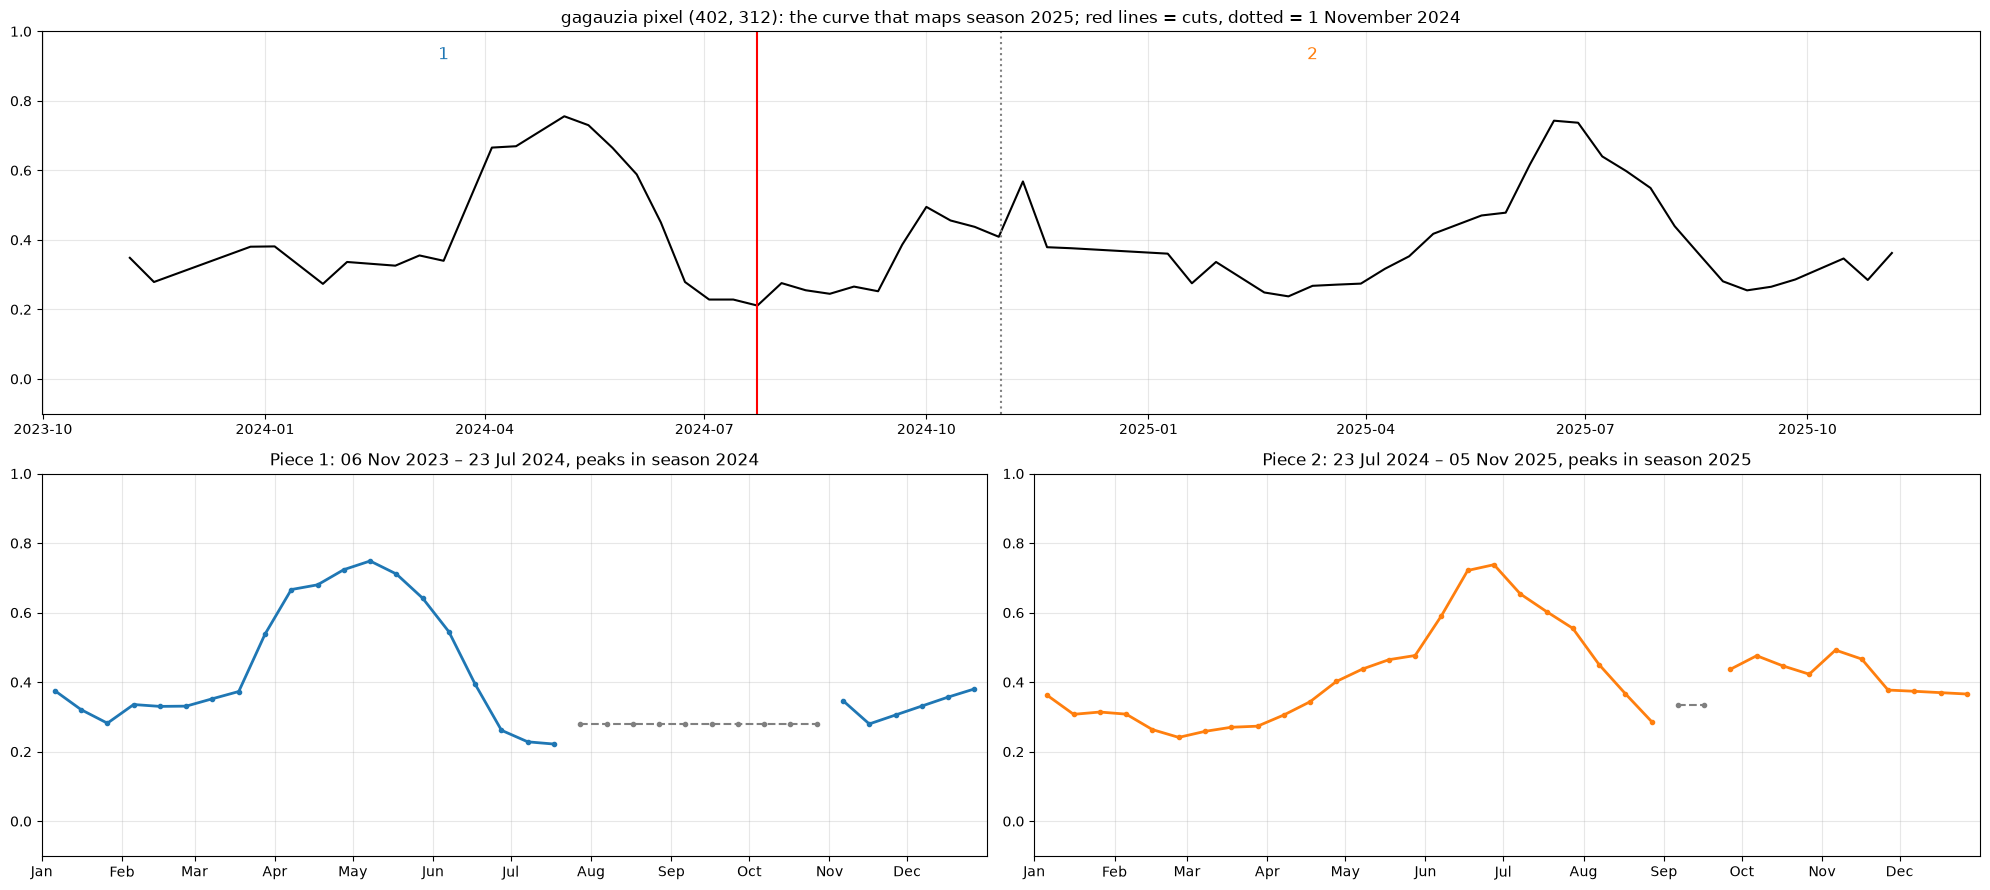 gagauzia pixel (402, 312): the curve that maps season 2025; red lines = cuts, dotted = 1 November 2024
1.0
0.8
0.6
0.4
0.2
0.0
1
2
2023-10
2024-01
2024-04
2024-07
2024-10
2025-01
2025-04
2025-07
2025-10
Piece 1: 06 Nov 2023 – 23 Jul 2024, peaks in season 2024
1.0
0.8
0.6
0.4
0.2
0.0
Jan
Feb
Mar
Apr
May
Jun
Jul
Aug
Sep
Oct
Nov
Dec
Piece 2: 23 Jul 2024 – 05 Nov 2025, peaks in season 2025
1.0
0.8
0.6
0.4
0.2
0.0
Jan
Feb
Mar
Apr
May
Jun
Jul
Aug
Sep
Oct
Nov
Dec